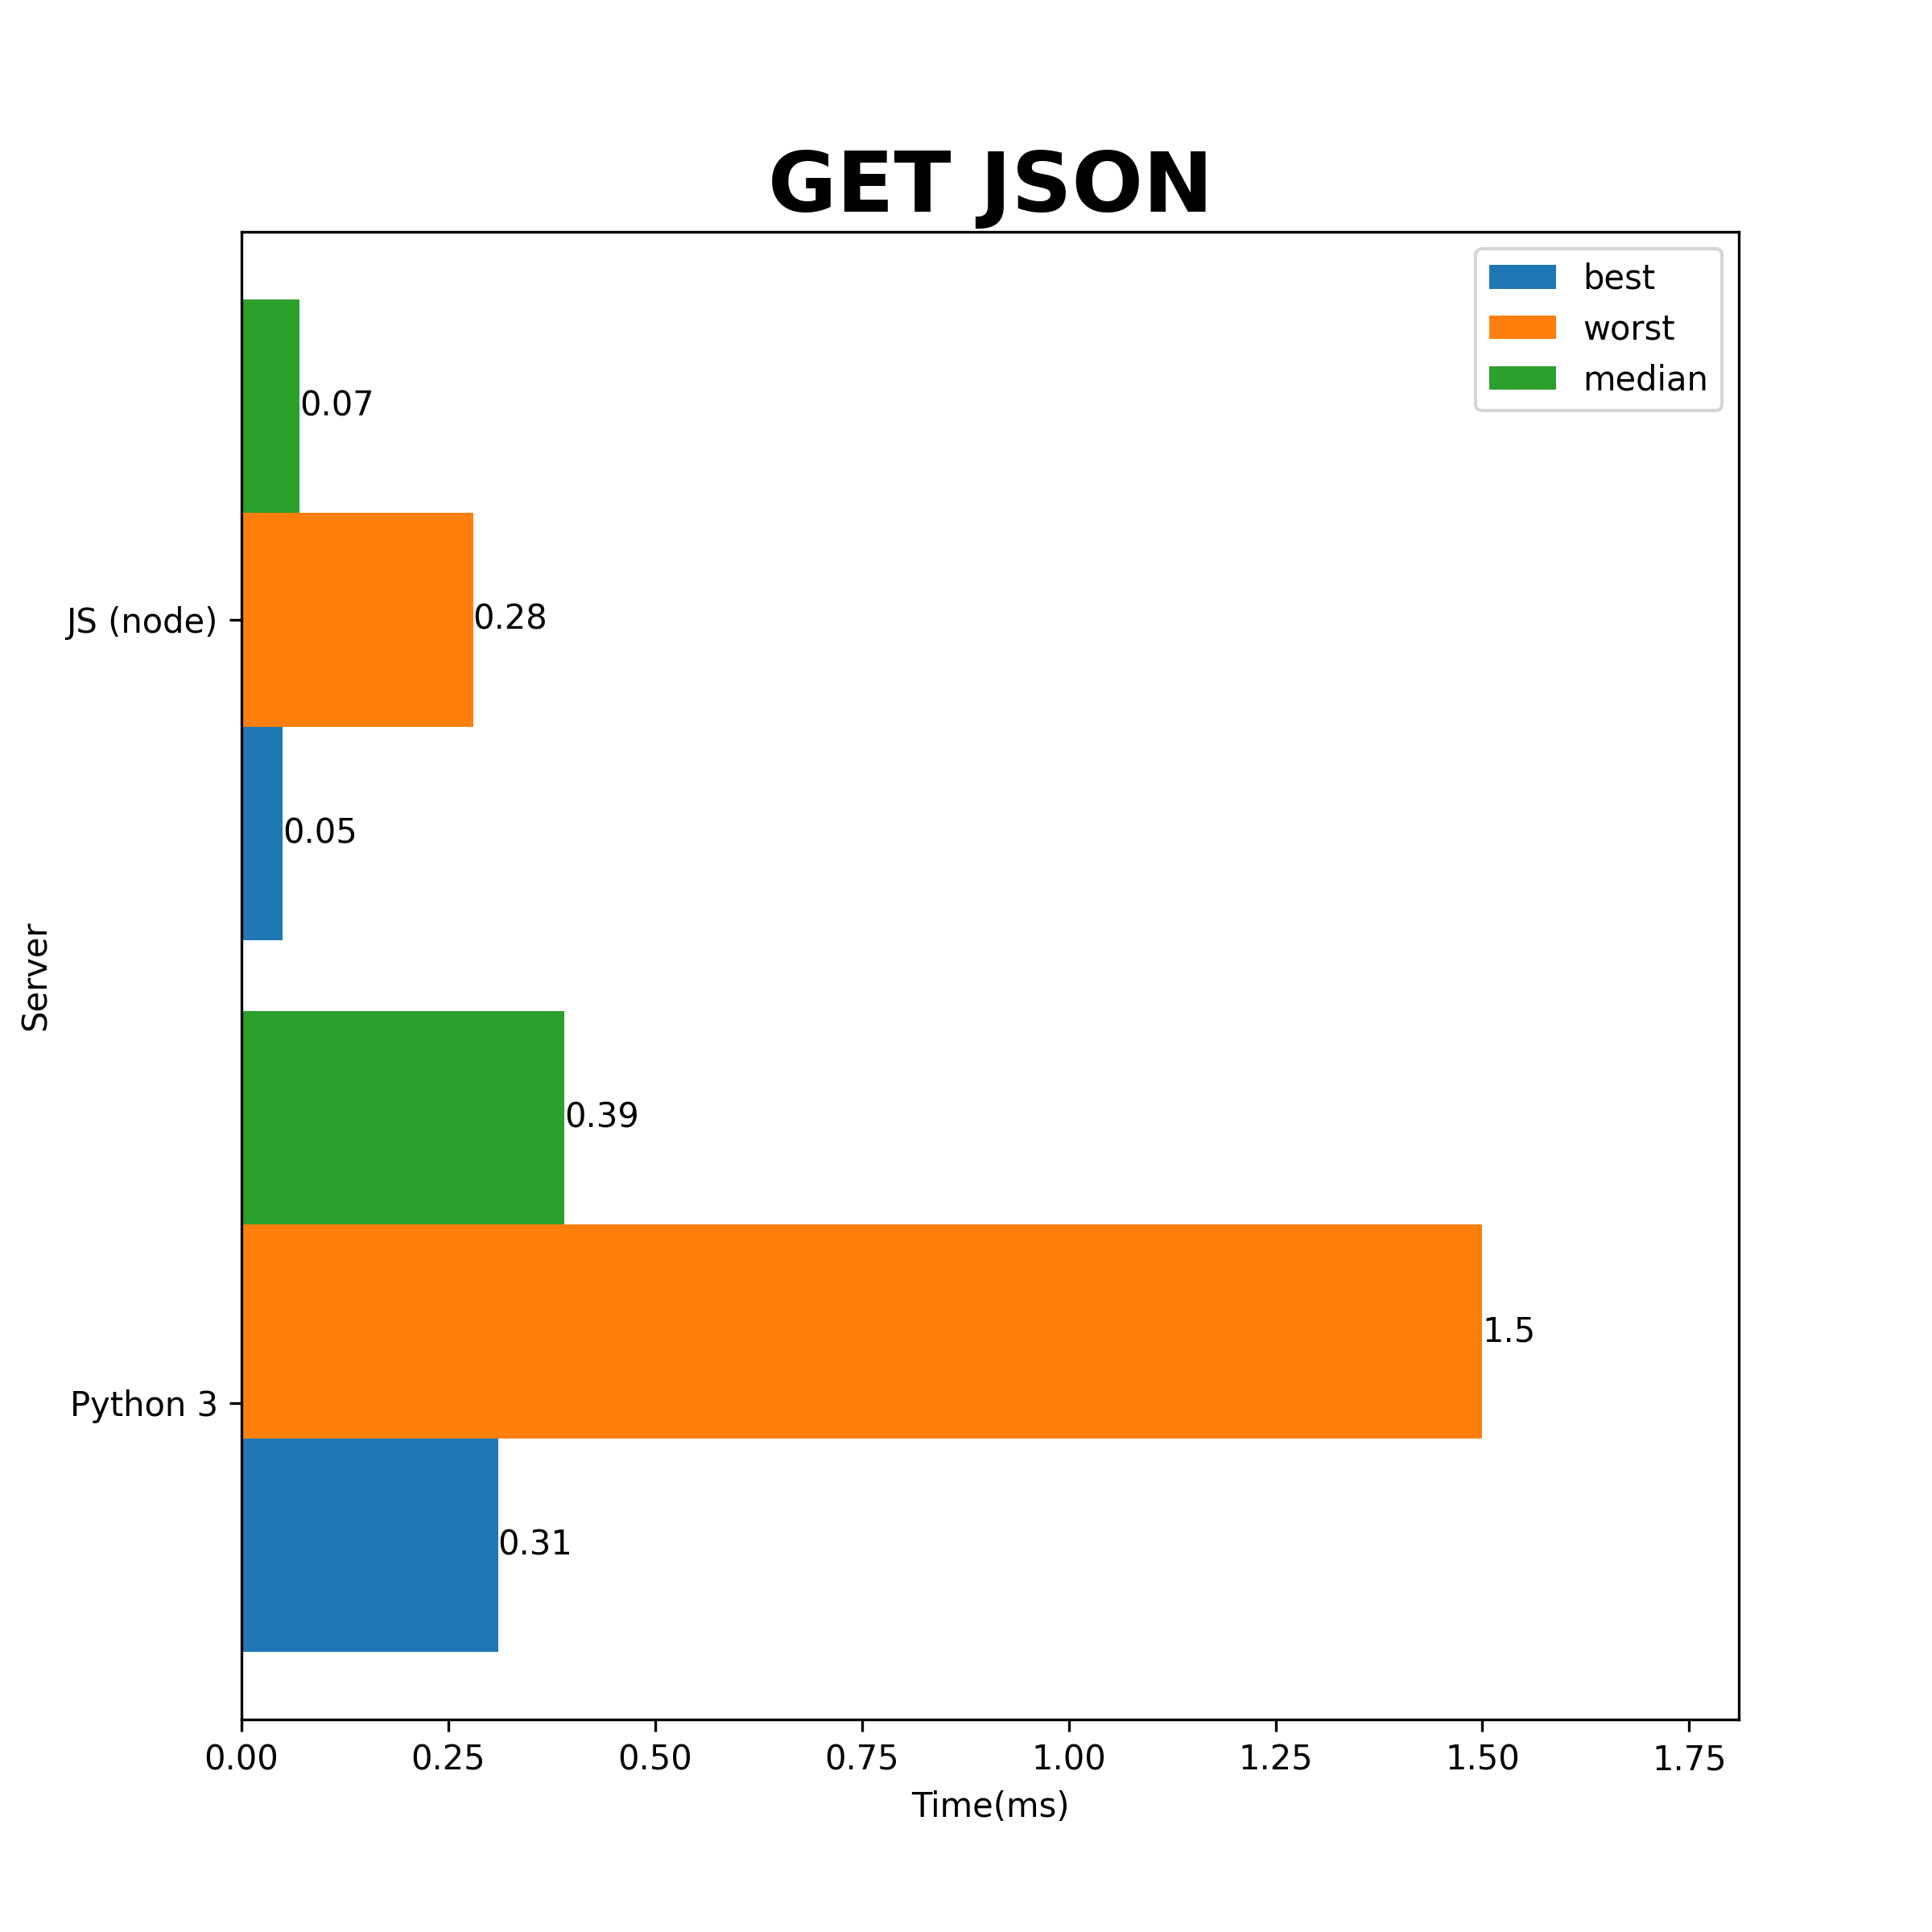 GET JSON
best
worst
median
0.07
JS (node)
0.28
0.05
Server
0.39
1.5
Python 3
0.31
0.00 0.25 0.50 0.75 1.00 1.25 1.50 1.75
Time(ms)